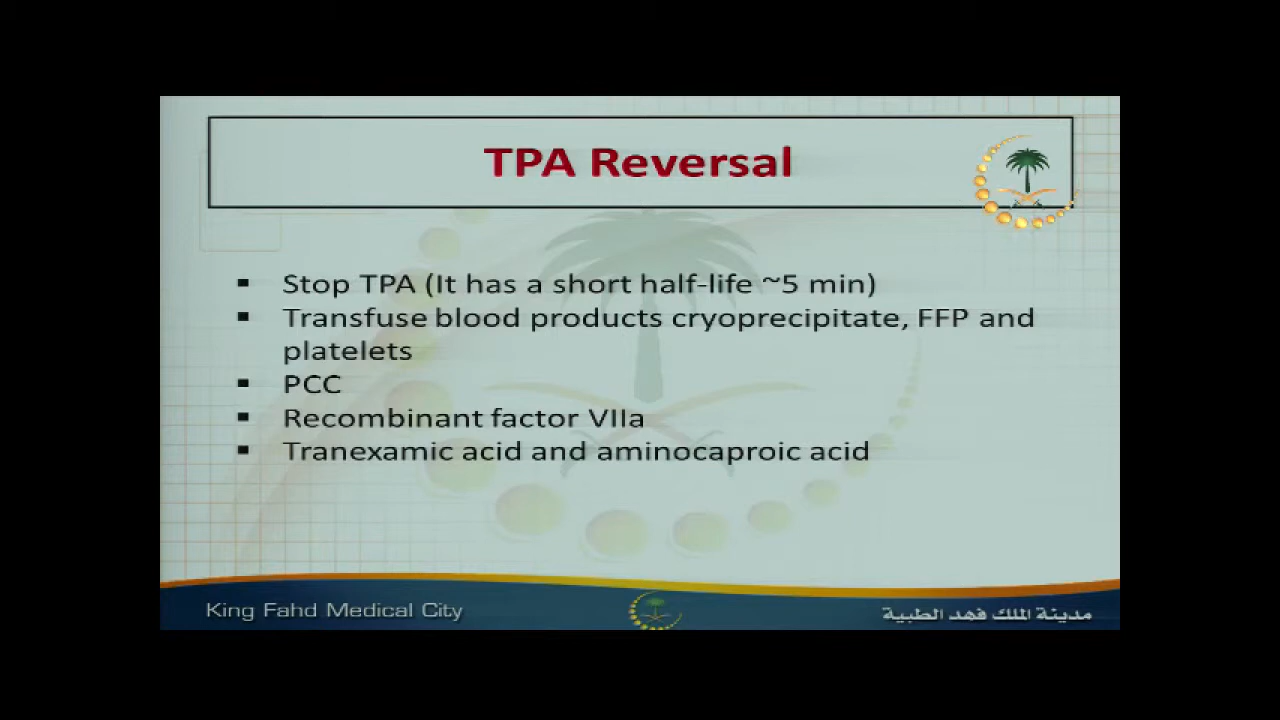 TPA Reversal
▪ Stop TPA (It has a short half-life ~5 min)
▪ Transfuse blood products cryoprecipitate, FFP and
platelets
▪ PCC
▪ Recombinant factor VIIa
▪ Tranexamic acid and aminocaproic acid
King Fahd Medical City
مدينة الملك فهد الطبية